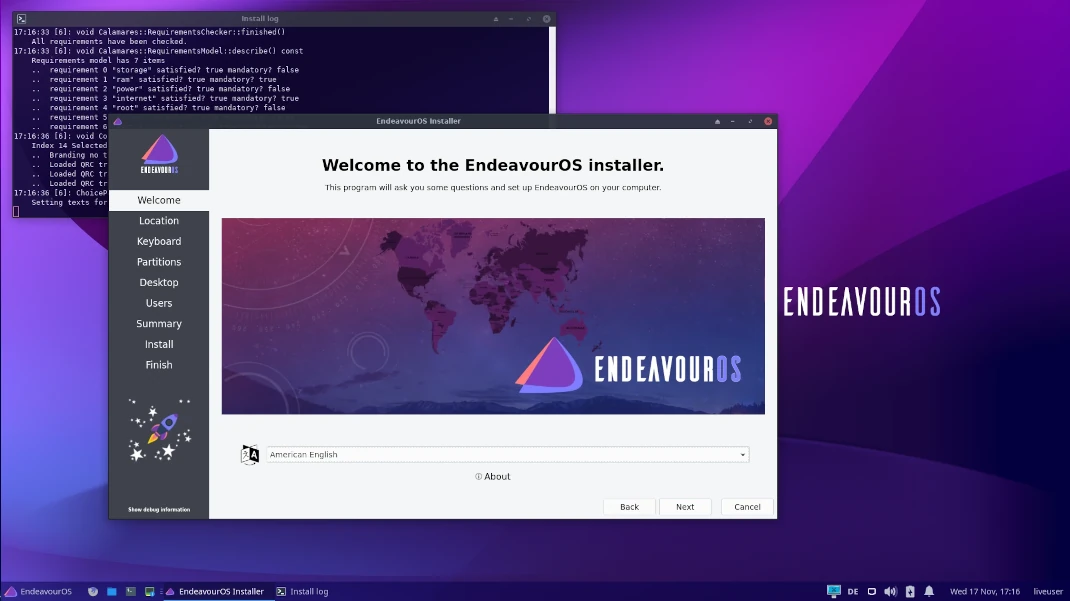 Install log
17:16:33 [6]: void Calamares::RequirementsChecker::finished()
All requirements have been checked.
17:16:33 [6]: void Calamares::RequirementsModel::describe() const
Requirements model has 7 items
.. requirement 0 "storage" satisfied? true mandatory? false
.. requirement 1 "ram" satisfied? true mandatory? true
.. requirement 2 "power" satisfied? true mandatory? false
.. requirement 3 "internet" satisfied? true mandatory? true
.. requirement 4 "root" satisfied? true mandatory? false
.. requirement 5
.. requirement 6
17:16:36 [6]: void Co
Index 14 Selected
.. Branding no t
.. Loaded QRC tr
.. Loaded QRC tr
.. Loaded QRC tr
17:16:36 [6]: ChoiceP
Setting texts for
EndeavourOS Installer
ENDEAVOUROS
Welcome
Location
Keyboard
Partitions
Desktop
Users
Summary
Install
Finish
Show debug information
Welcome to the EndeavourOS installer.
This program will ask you some questions and set up EndeavourOS on your computer.
ENDEAVOUROS
American English
About
Back
Next
Cancel
ENDEAVOUROS
EndeavourOS
EndeavourOS Installer
Install log
DE
Wed 17 Nov, 17:16
liveuser